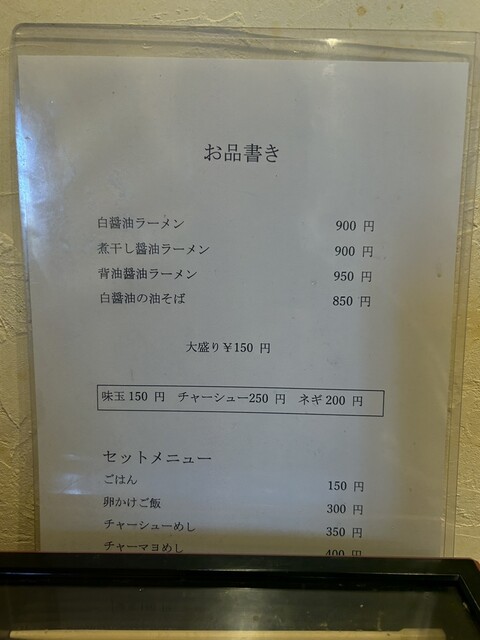 お品書き
白醤油ラーメン 900 円
煮干し醤油ラーメン 900 円
背油醤油ラーメン 950 円
白醤油の油そば 850 円
大盛り￥150 円
味玉 150 円 チャーシュー250 円 ネギ 200 円
セットメニュー
ごはん 150 円
卵かけご飯 300 円
チャーシューめし 350 円
チャーマヨめし 400 円